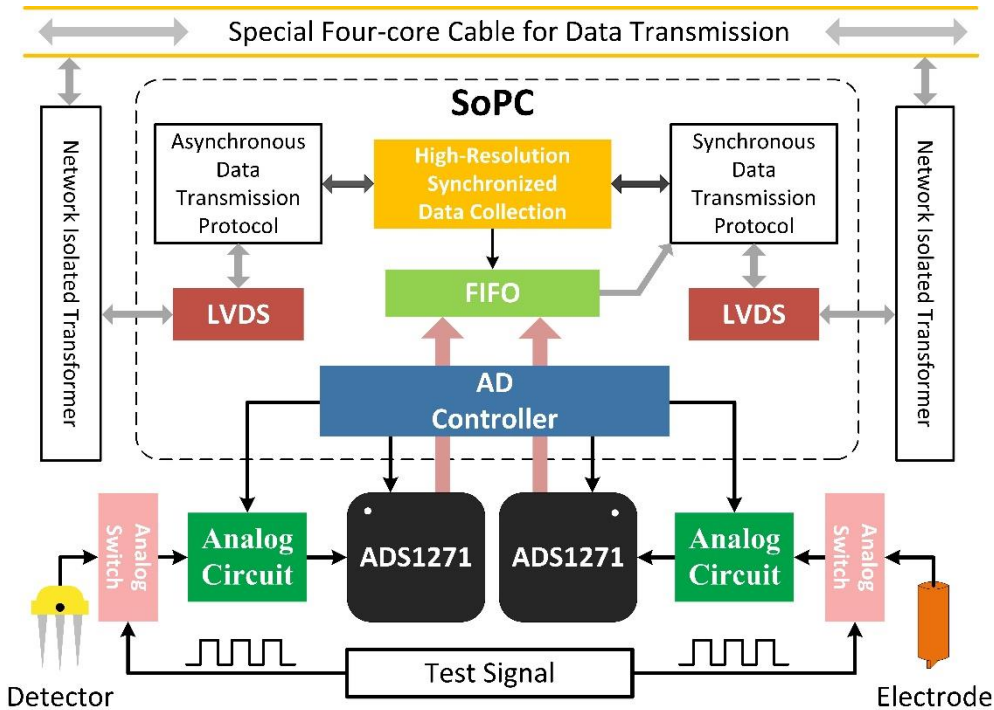 Special Four-core Cable for Data Transmission
SoPC
Network Isolated Transformer
Asynchronous
Data
Transmission
Protocol
High-Resolution
Synchronized
Data Collection
Synchronous
Data
Transmission
Protocol
Network Isolated Transformer
LVDS
FIFO
LVDS
AD
Controller
Analog
Switch
Analog
Circuit
ADS1271
ADS1271
Analog
Circuit
Analog
Switch
Test Signal
Detector
Electrode